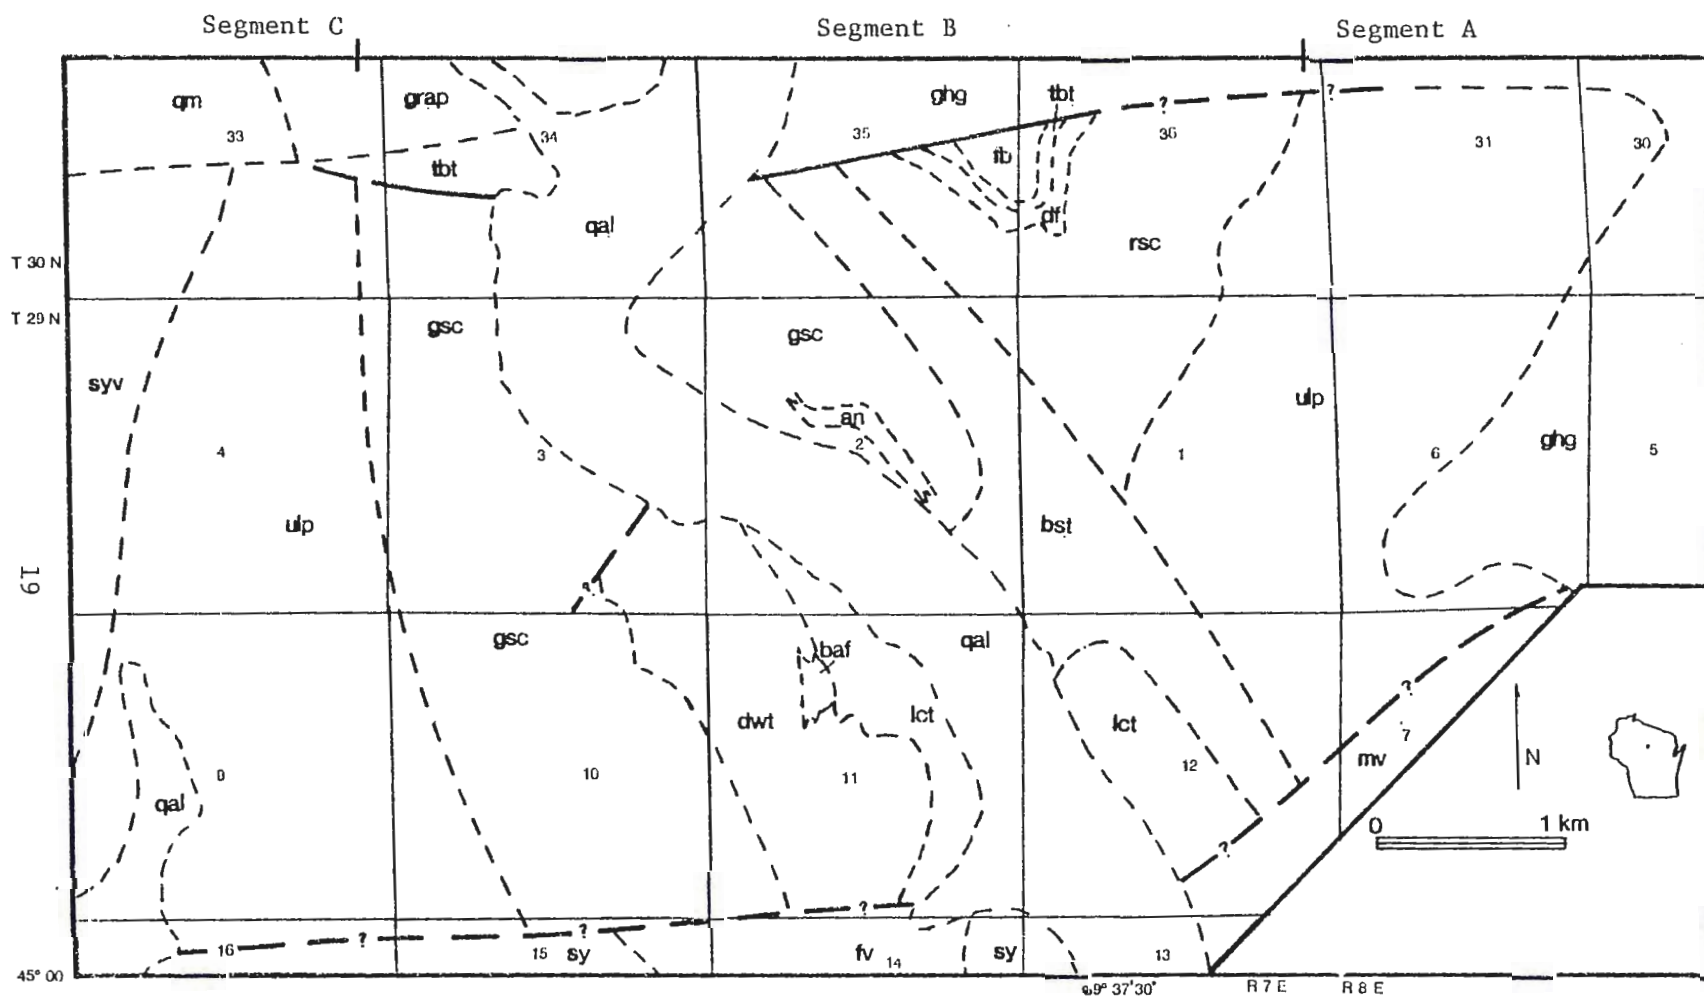 Segment C
Segment B
Segment A
qm
grap
ghg
tbt
?
?
33
34
35
36
31
30
tbt
fb
qal
df
rsc
T 30 N
T 29 N
gsc
gsc
syv
an
ulp
2
ghg
4
3
1
6
5
ulp
bst
19
?
gsc
baf
qal
dwt
lct
lct
?
7
mv
N
10
11
12
qal
0
1 km
?
?
?
?
16
15
sy
fv
14
sy
13
45° 00
37'30"
R 7 E
R 8 E